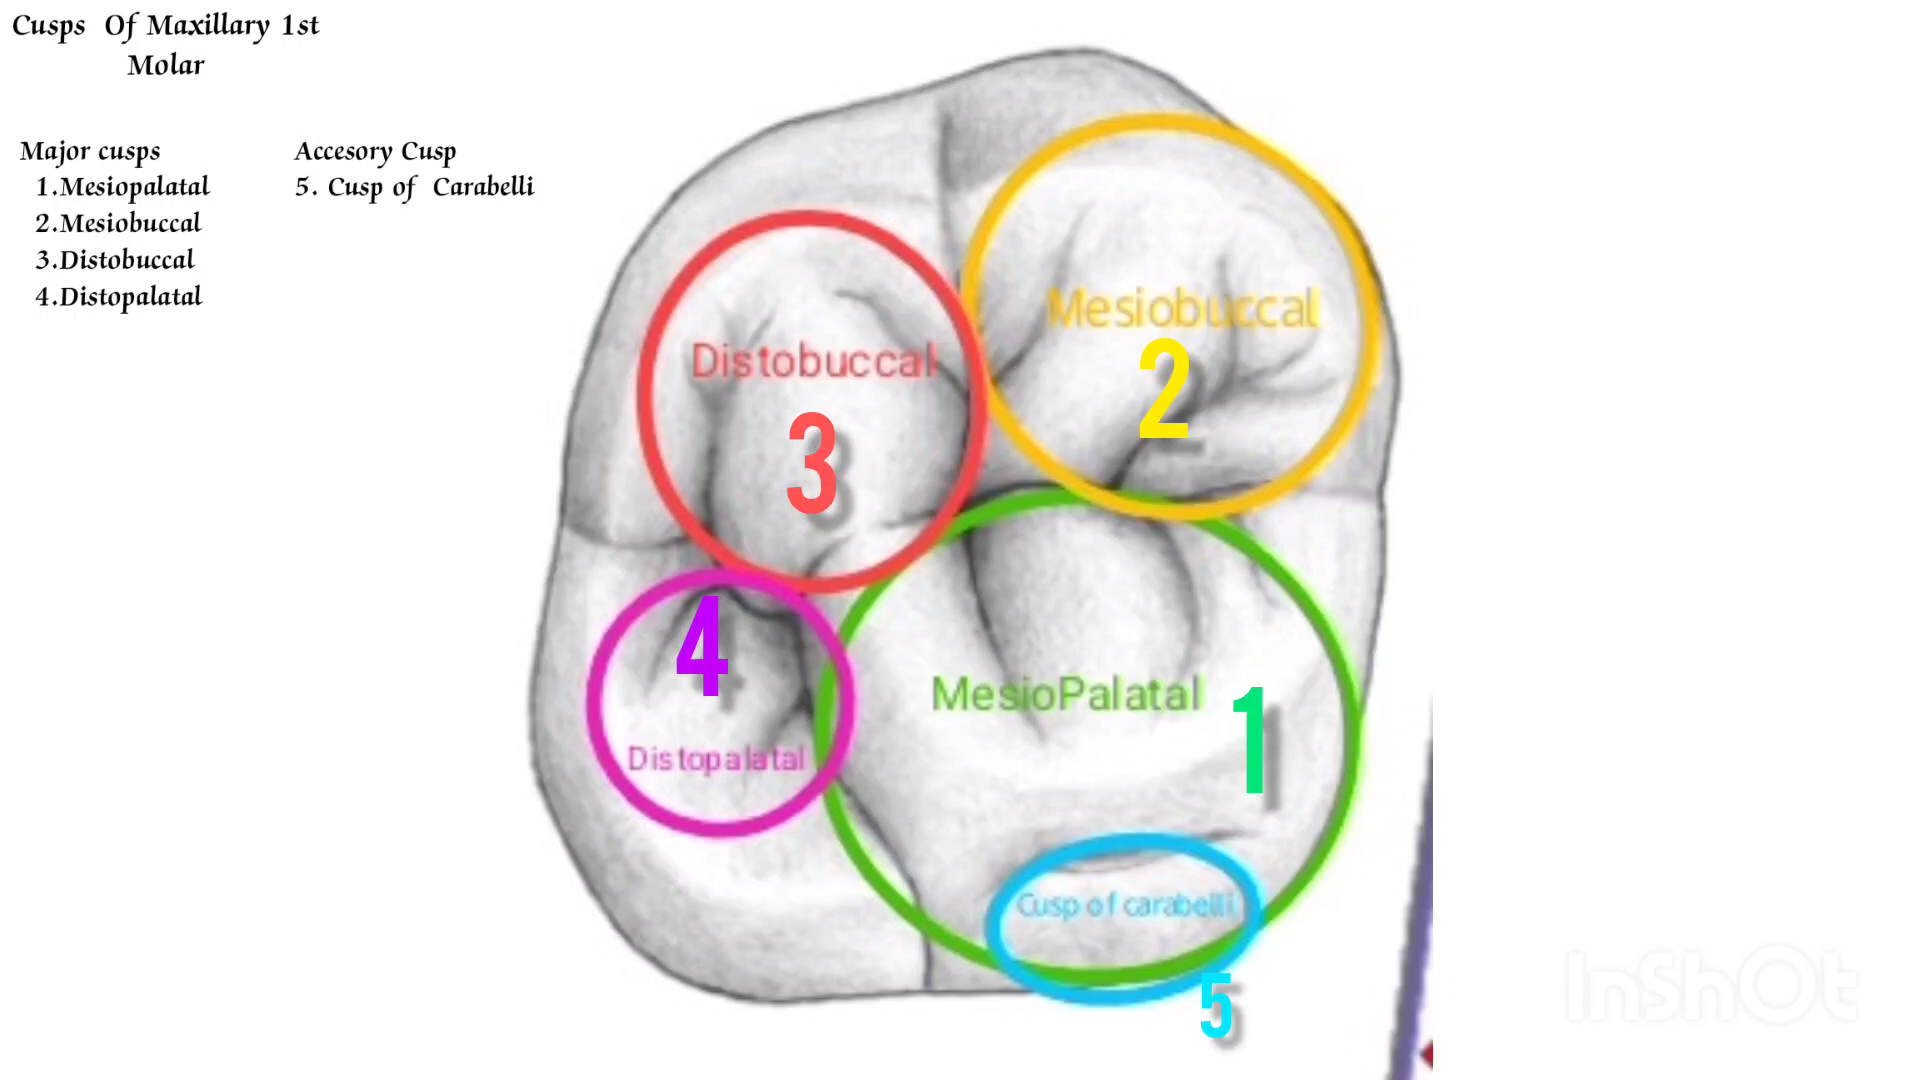 Cusps Of Maxillary 1st
Molar
Major cusps
1.Mesiopalatal
2.Mesiobuccal
3.Distobuccal
4.Distopalatal
Accesory Cusp
5. Cusp of Carabelli
Mesiobuccal
2
Distobuccal
3
4
Distopalatal
MesioPalatal
1
Cusp of carabelli
5
InShOt